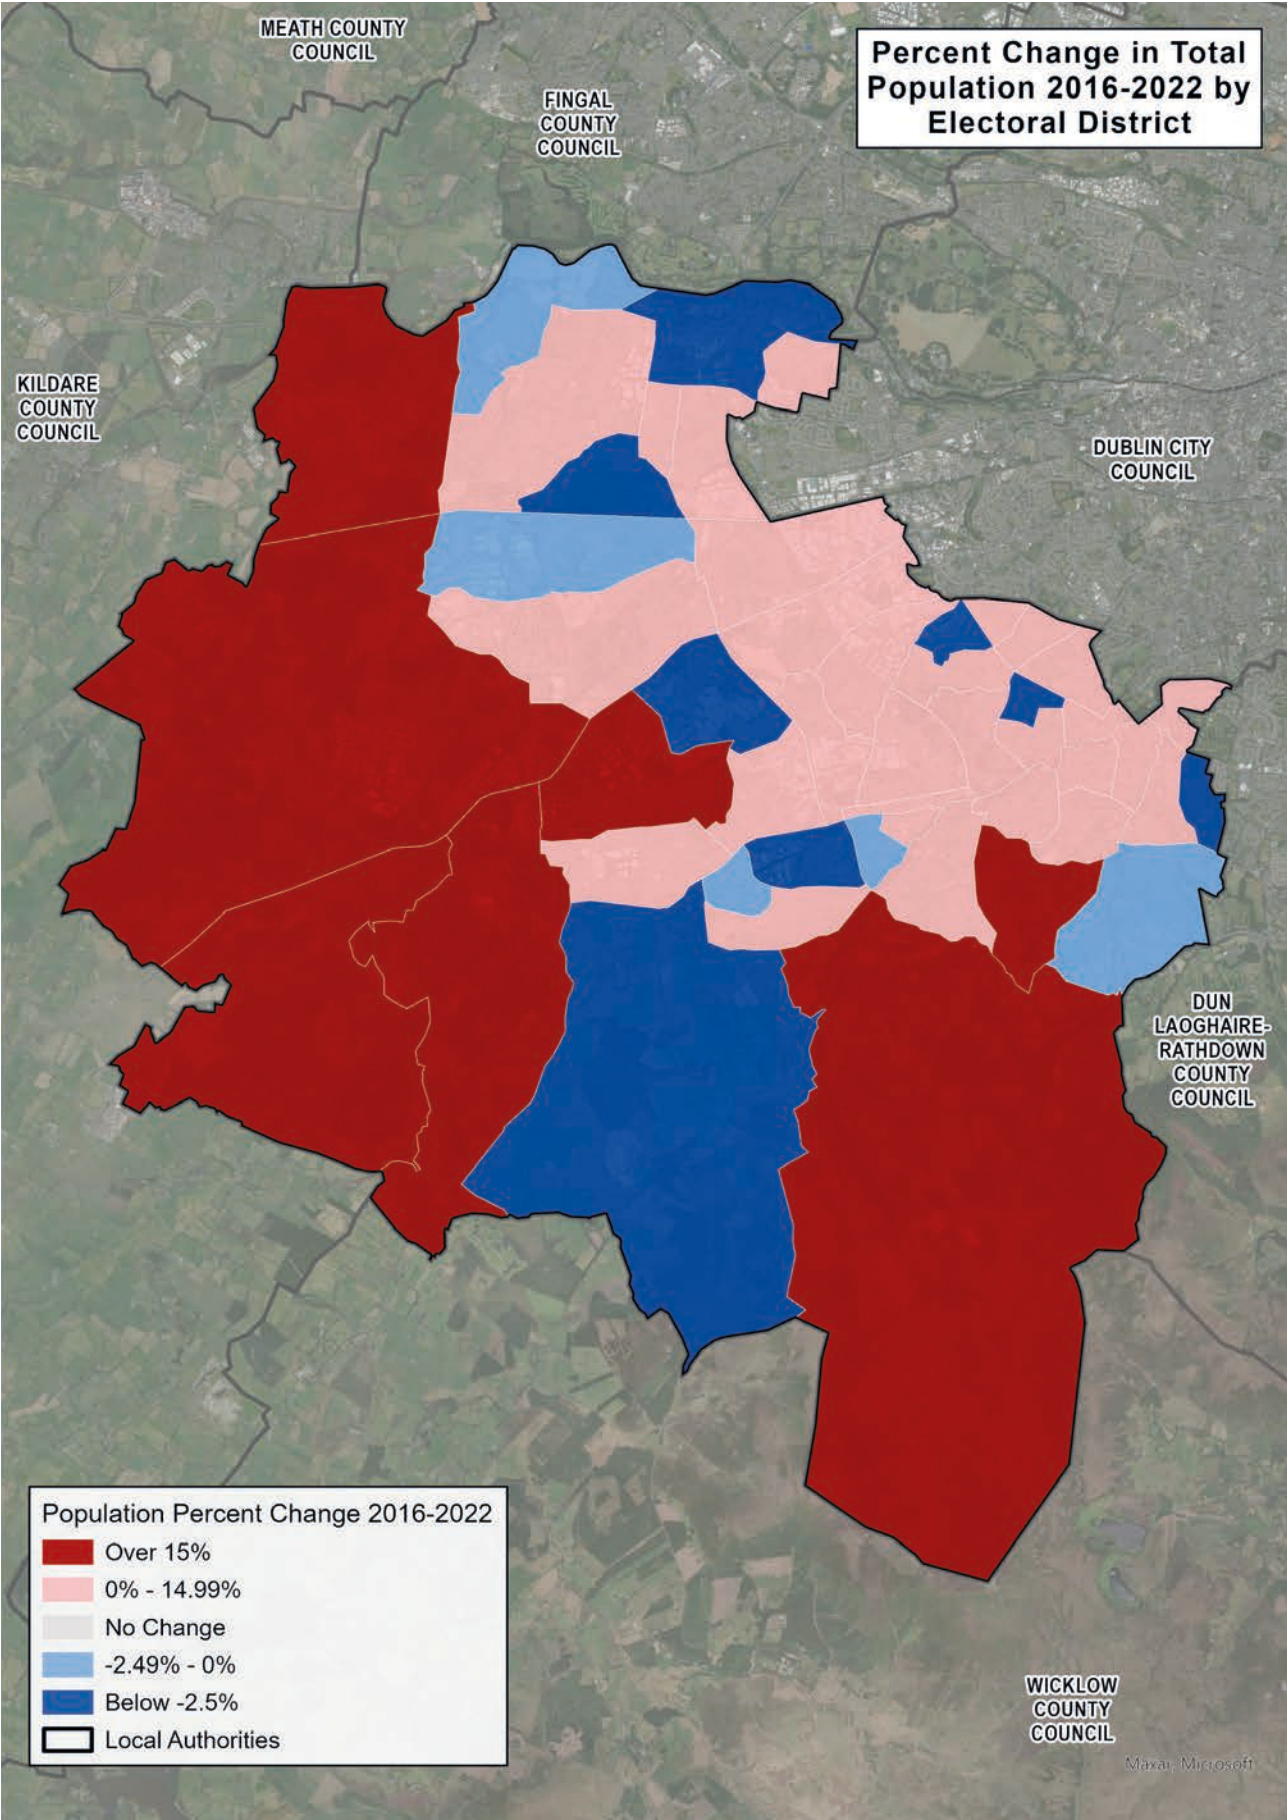 MEATH COUNTY
COUNCIL
Percent Change in Total
Population 2016-2022 by
Electoral District
FINGAL
COUNTY
COUNCIL
KILDARE
COUNTY
COUNCIL
DUBLIN CITY
COUNCIL
DUN
LAOGHAIRE-
RATHDOWN
COUNTY
COUNCIL
Population Percent Change 2016-2022
Over 15%
0% - 14.99%
No Change
-2.49% - 0%
Below -2.5%
Local Authorities
WICKLOW
COUNTY
COUNCIL
Maxar, Microsoft